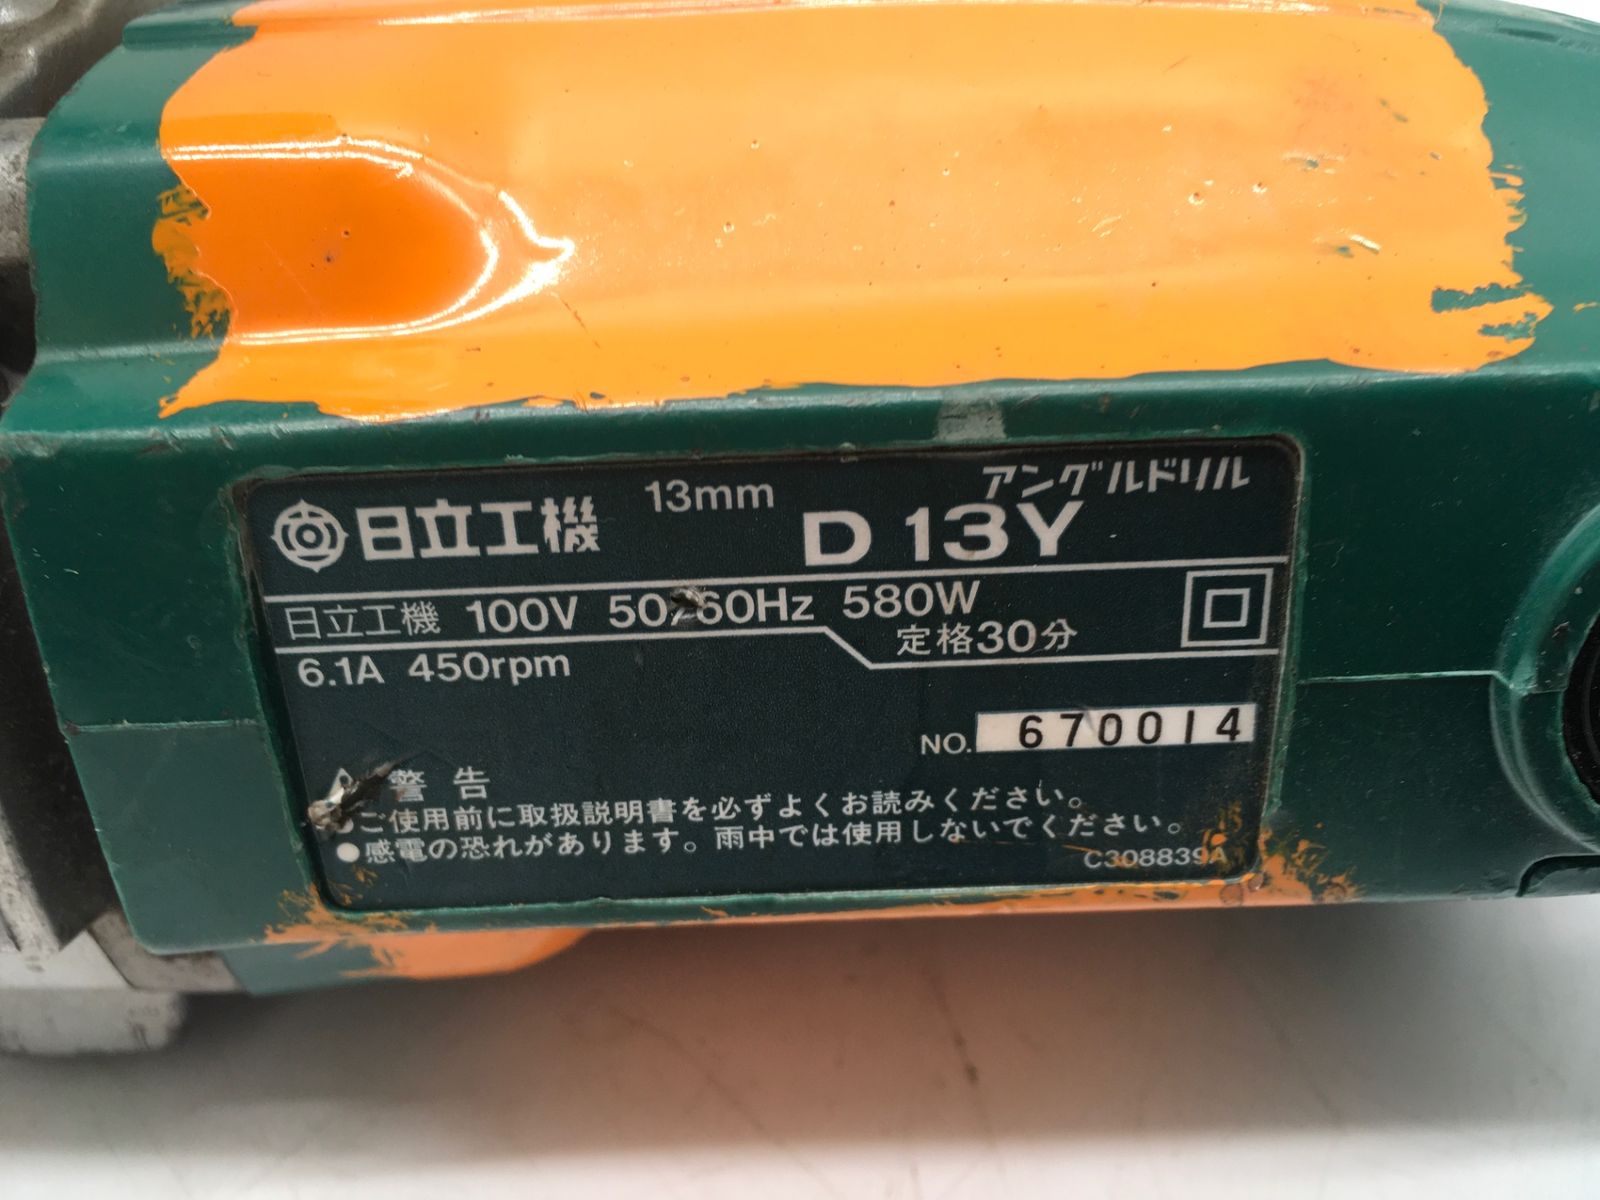 日立工機 13mm D 13Y アングルドリル
日立工機 100V 50/60Hz 580W
定格30分
6.1A 450rpm
NO. 670014
警告
●ご使用前に取扱説明書を必ずよくお読みください。
●感電の恐れがあります。雨中では使用しないでください。
C308839A